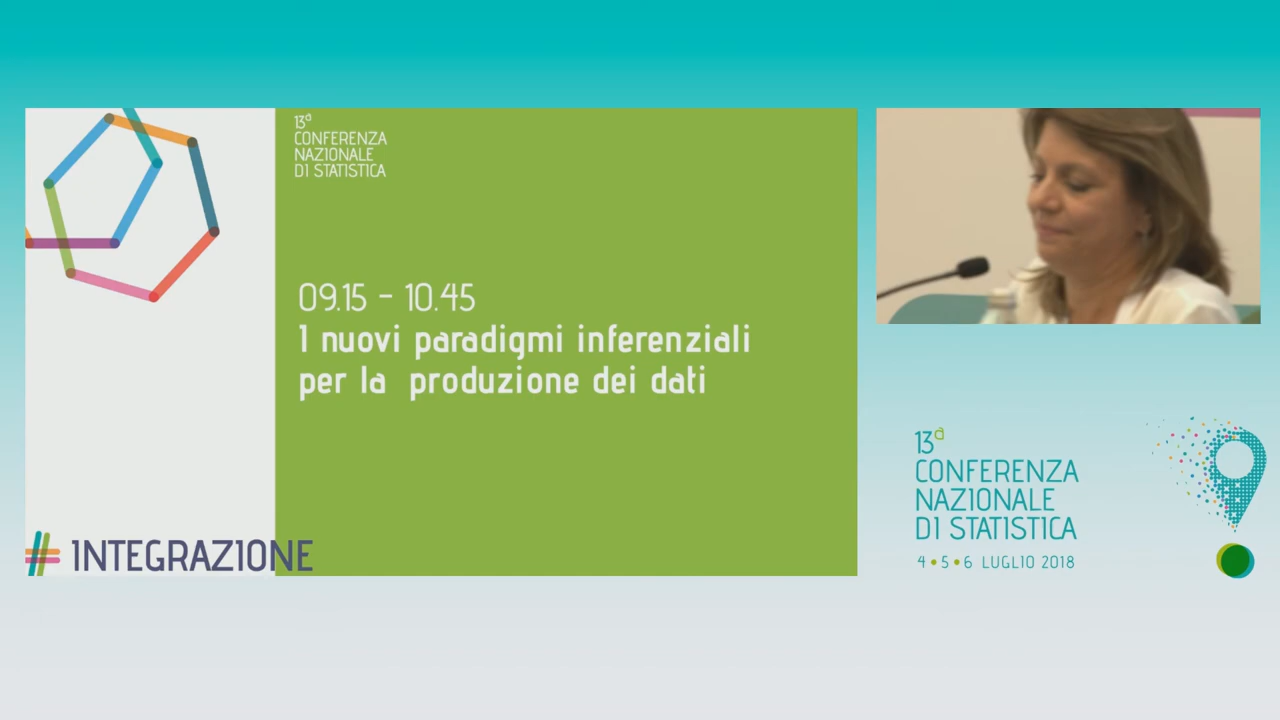 13ª
CONFERENZA
NAZIONALE
DI STATISTICA
09.15 - 10.45
I nuovi paradigmi inferenziali
per la produzione dei dati
# INTEGRAZIONE
13ª
CONFERENZA
NAZIONALE
DI STATISTICA
4 • 5 • 6 LUGLIO 2018